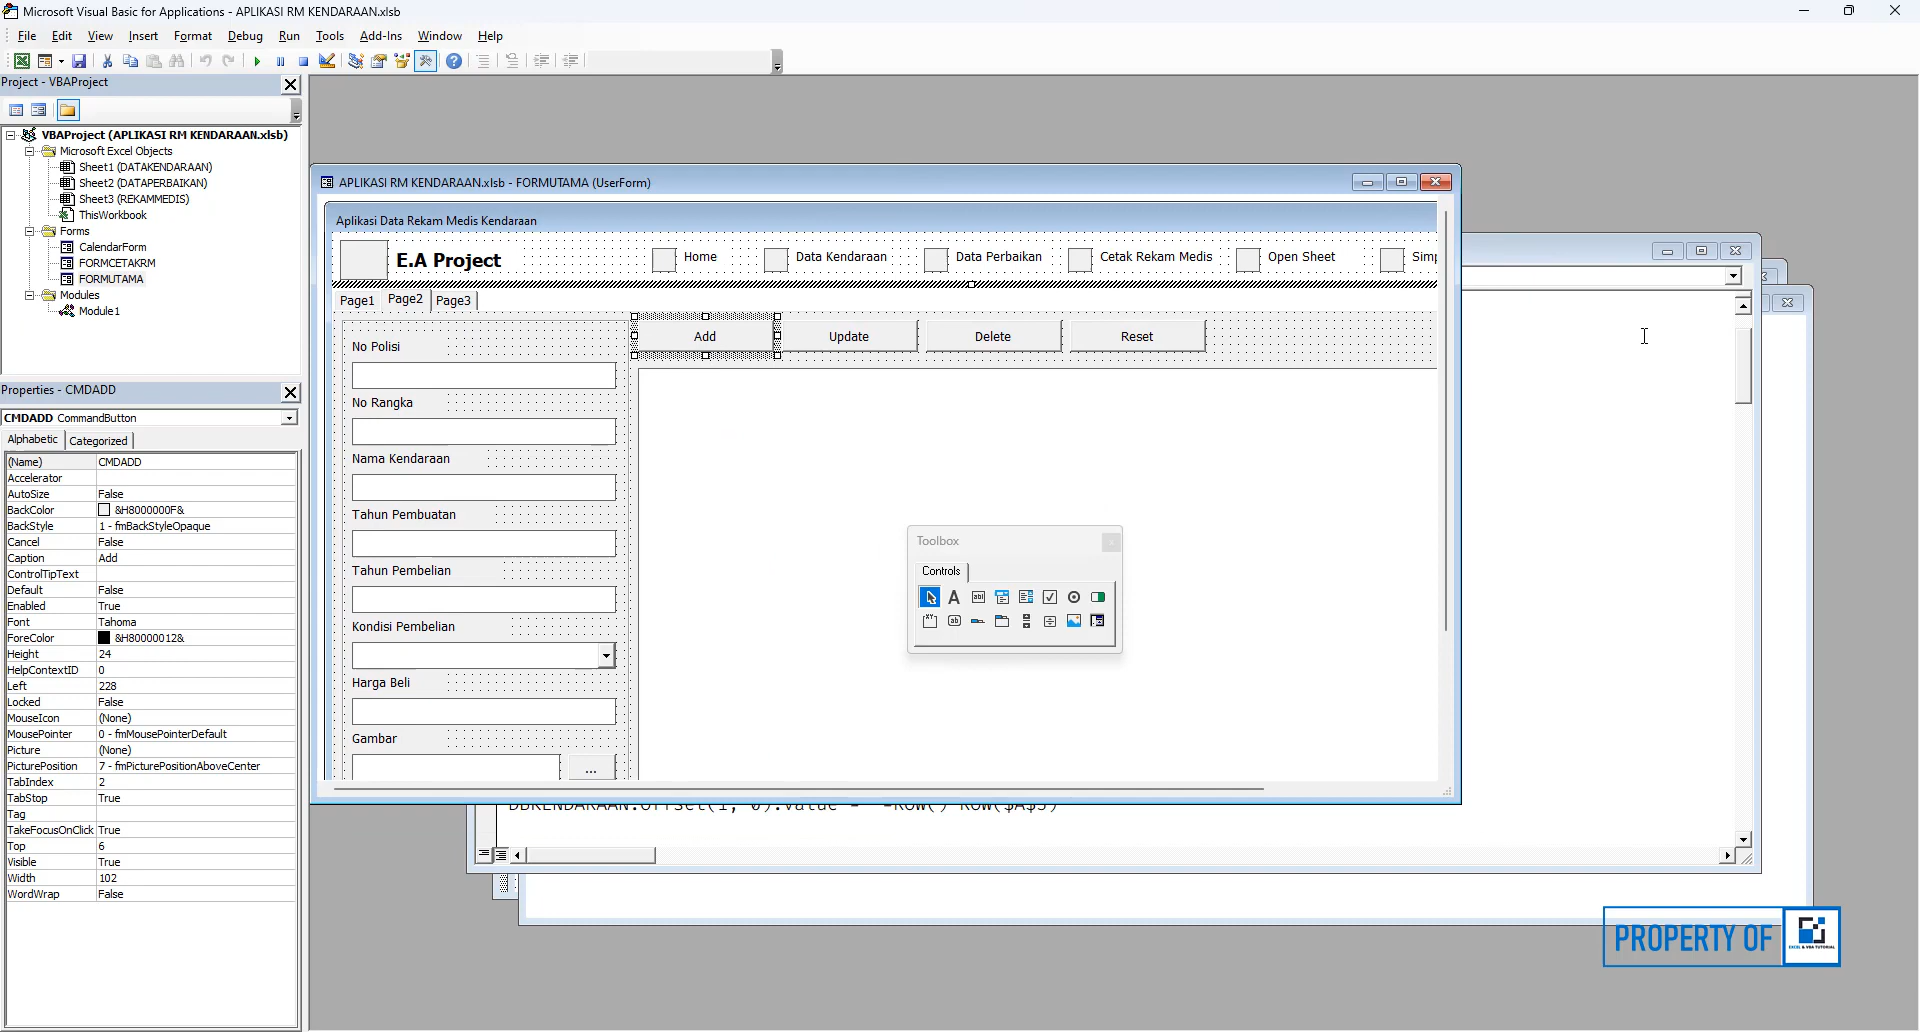 Microsoft Visual Basic for Applications - APLIKASI RM KENDARAAN.xlsb
File Edit View Insert Format Debug Run Tools Add-Ins Window Help
Project - VBAProject
VBAProject (APLIKASI RM KENDARAAN.xlsb)
Microsoft Excel Objects
Sheet1 (DATAKENDARAAN)
Sheet2 (DATAPERBAIKAN)
Sheet3 (REKAMMEDIS)
ThisWorkbook
Forms
CalendarForm
FORMCETAKRM
FORMUTAMA
Modules
Module1
Properties - CMDADD
CMDADD CommandButton
Alphabetic Categorized
(Name) CMDADD
Accelerator
AutoSize False
BackColor &H8000000F&
BackStyle 1 - fmBackStyleOpaque
Cancel False
Caption Add
ControlTipText
Default False
Enabled True
Font Tahoma
ForeColor &H80000012&
Height 24
HelpContextID 0
Left 228
Locked False
MouseIcon (None)
MousePointer 0 - fmMousePointerDefault
Picture (None)
PicturePosition 7 - fmPicturePositionAboveCenter
TabIndex 2
TabStop True
Tag
TakeFocusOnClick True
Top 6
Visible True
Width 102
WordWrap False
APLIKASI RM KENDARAAN.xlsb - FORMUTAMA (UserForm)
Aplikasi Data Rekam Medis Kendaraan
E.A Project Home Data Kendaraan Data Perbaikan Cetak Rekam Medis Open Sheet Simp
Page1 Page2 Page3
Add Update Delete Reset
No Polisi
No Rangka
Nama Kendaraan
Tahun Pembuatan
Tahun Pembelian
Kondisi Pembelian
Harga Beli
Gambar
...
Toolbox
Controls
PROPERTY OF
EXCEL & VBA TUTORIAL